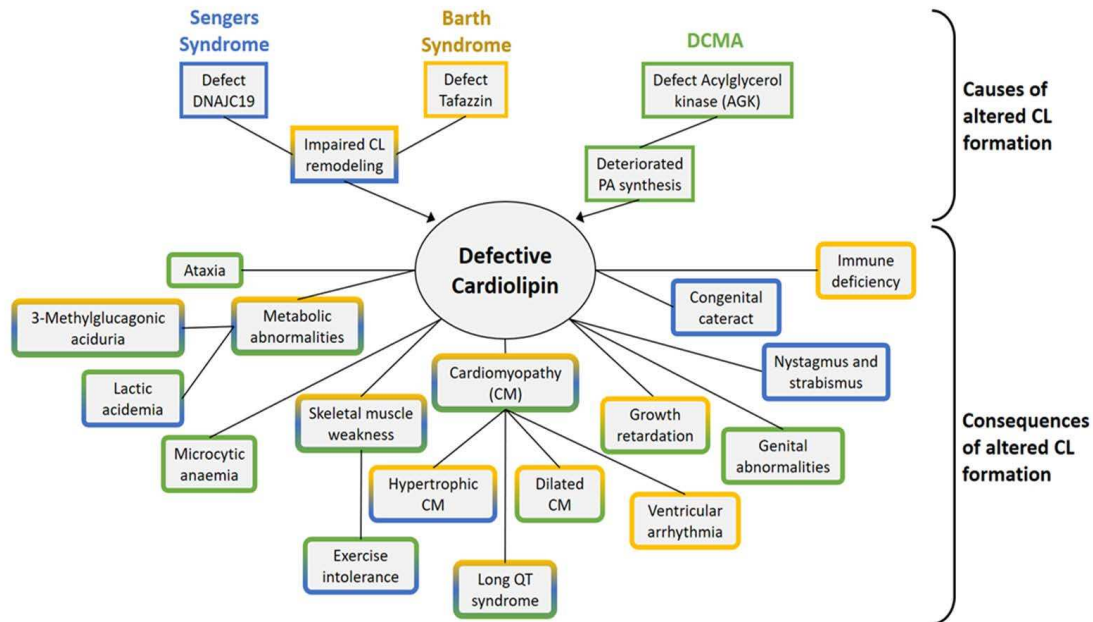 Sengers
Syndrome
Barth
Syndrome
DCMA
Defect
DNAJC19
Defect
Tafazzin
Defect Acylglycerol
kinase (AGK)
Impaired CL
remodeling
Deteriorated
PA synthesis
Causes of
altered CL
formation
Defective
Cardiolipin
Ataxia
Immune
deficiency
3-Methylglucagonic
aciduria
Metabolic
abnormalities
Congenital
cateract
Lactic
acidemia
Cardiomyopathy
(CM)
Nystagmus and
strabismus
Skeletal muscle
weakness
Growth
retardation
Microcytic
anaemia
Genital
abnormalities
Consequences
of altered CL
formation
Hypertrophic
CM
Dilated
CM
Ventricular
arrhythmia
Exercise
intolerance
Long QT
syndrome